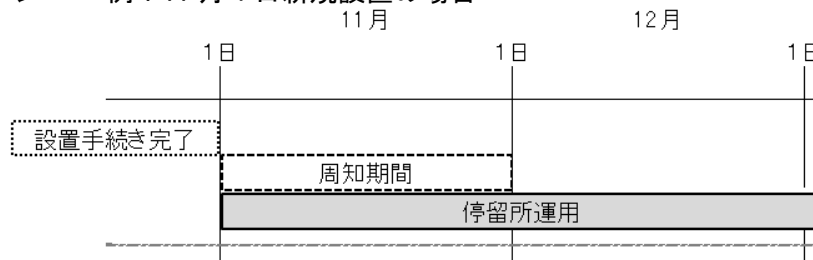 11月 12月
1日 1日 1日
設置手続き完了
周知期間
停留所運用